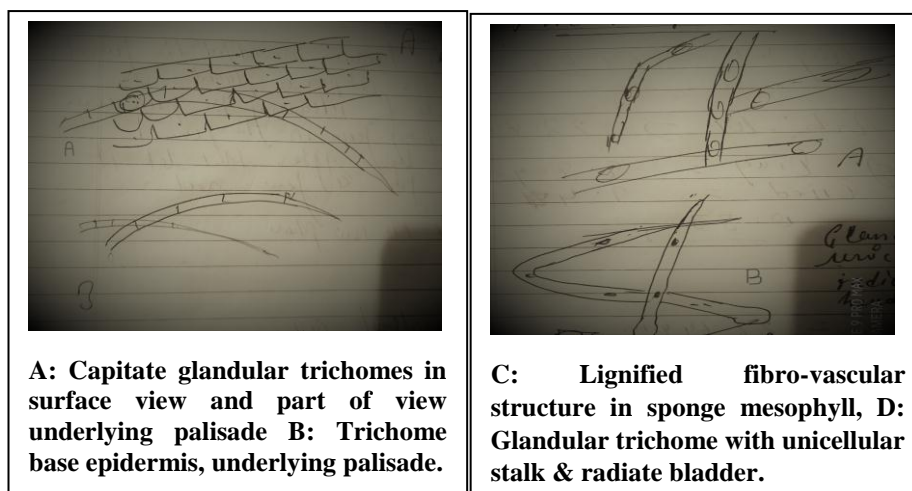 A
A
B
A: Capitate glandular trichomes in
surface view and part of view
underlying palisade B: Trichome
base epidermis, underlying palisade.
A
B
Glan
C: Lignified fibro-vascular
structure in sponge mesophyll, D:
Glandular trichome with unicellular
stalk & radiate bladder.